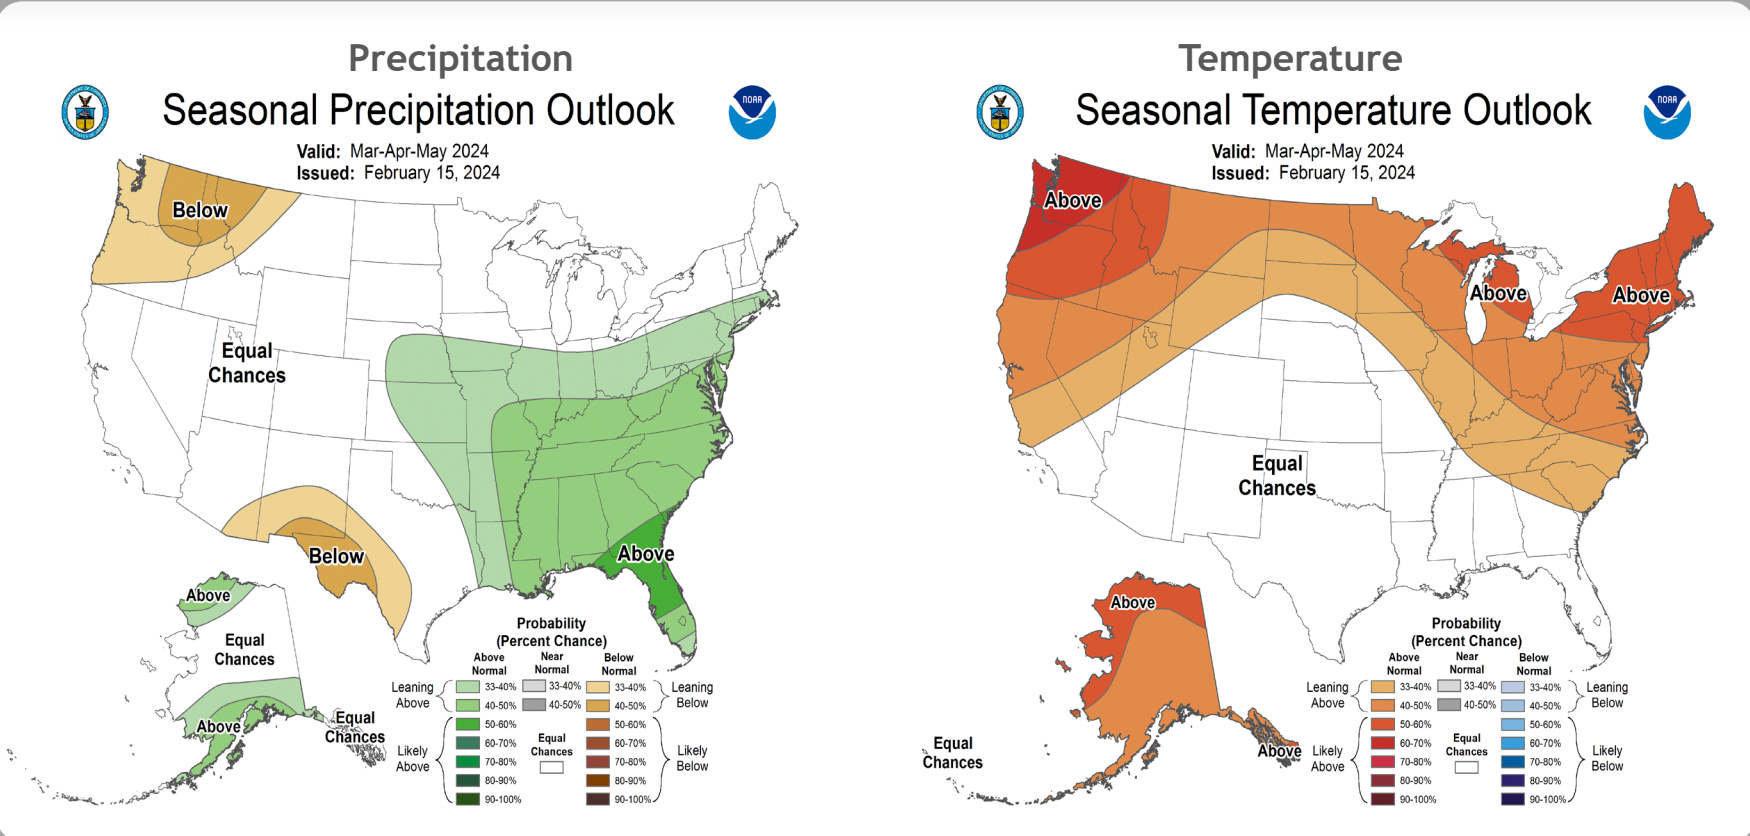 Precipitation
Seasonal Precipitation Outlook
NOAA
Valid: Mar-Apr-May 2024
Issued: February 15, 2024
Below
Equal
Chances
Below
Above
Above
Equal
Chances
Above
Equal
Chances
Probability
(Percent Chance)
Above
Normal
Near
Normal
Below
Normal
Leaning
Above
33-40%
33-40%
33-40%
Leaning
Below
40-50%
40-50%
40-50%
Likely
Above
50-60%
60-70%
70-80%
80-90%
90-100%
Equal
Chances
50-60%
60-70%
70-80%
80-90%
90-100%
Likely
Below
Temperature
Seasonal Temperature Outlook
NOAA
Valid: Mar-Apr-May 2024
Issued: February 15, 2024
Above
Above
Above
Equal
Chances
Above
Above
Equal
Chances
Probability
(Percent Chance)
Above
Normal
Near
Normal
Below
Normal
Leaning
Above
33-40%
33-40%
33-40%
Leaning
Below
40-50%
40-50%
40-50%
Likely
Above
50-60%
60-70%
70-80%
80-90%
90-100%
Equal
Chances
50-60%
60-70%
70-80%
80-90%
90-100%
Likely
Below